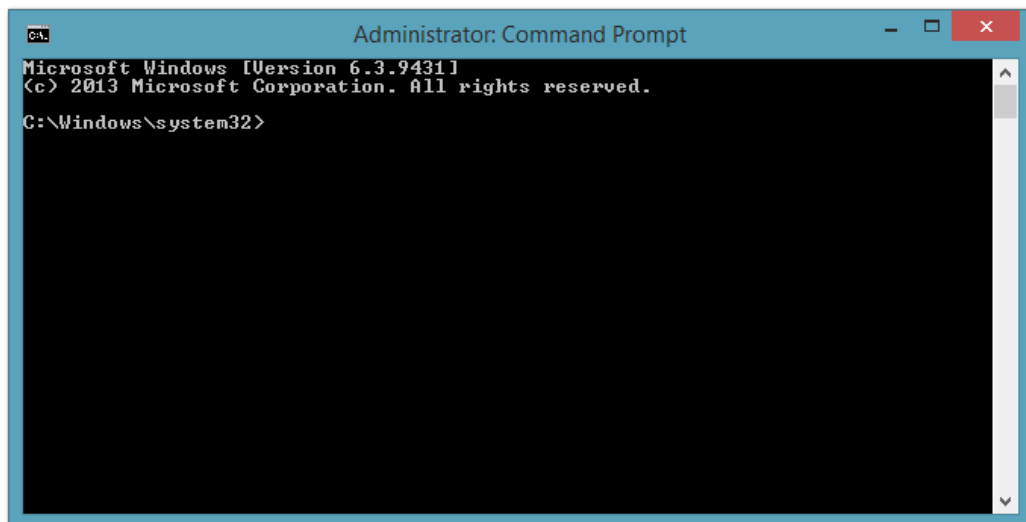 Administrator: Command Prompt
Microsoft Windows [Version 6.3.9431]
(c) 2013 Microsoft Corporation. All rights reserved.
C:\Windows\system32>